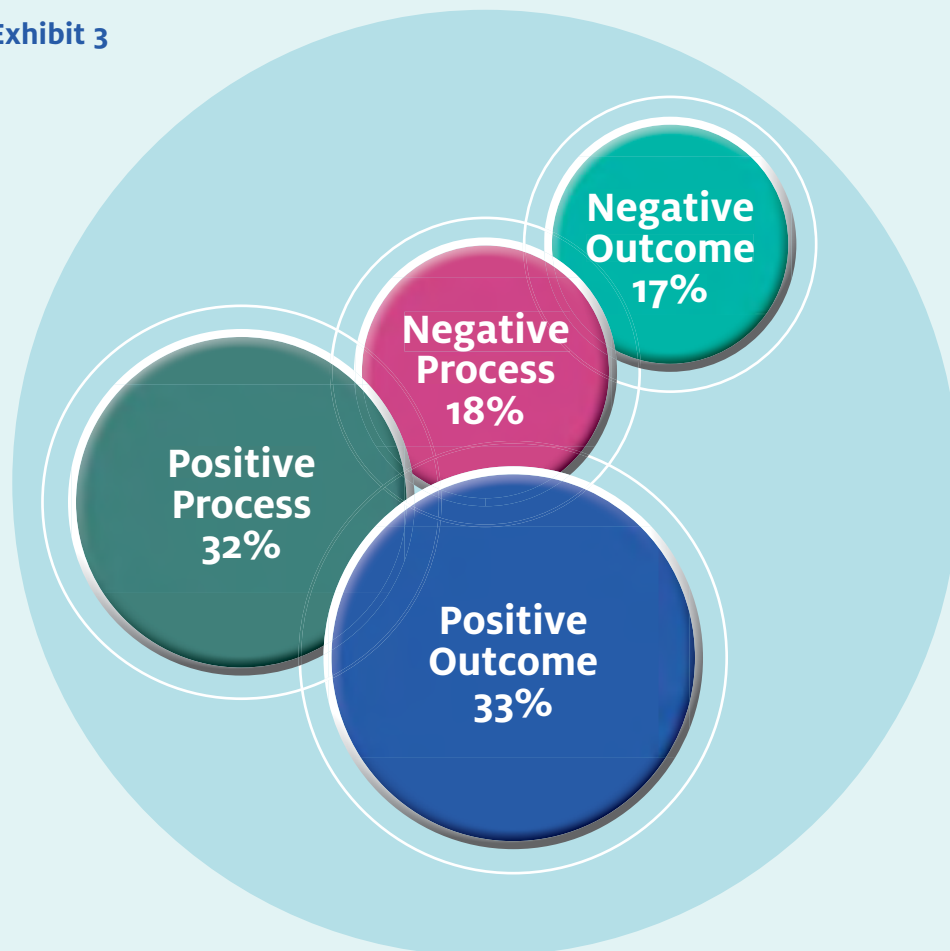 Exhibit 3
Negative
Outcome
17%
Negative
Process
18%
Positive
Process
32%
Positive
Outcome
33%